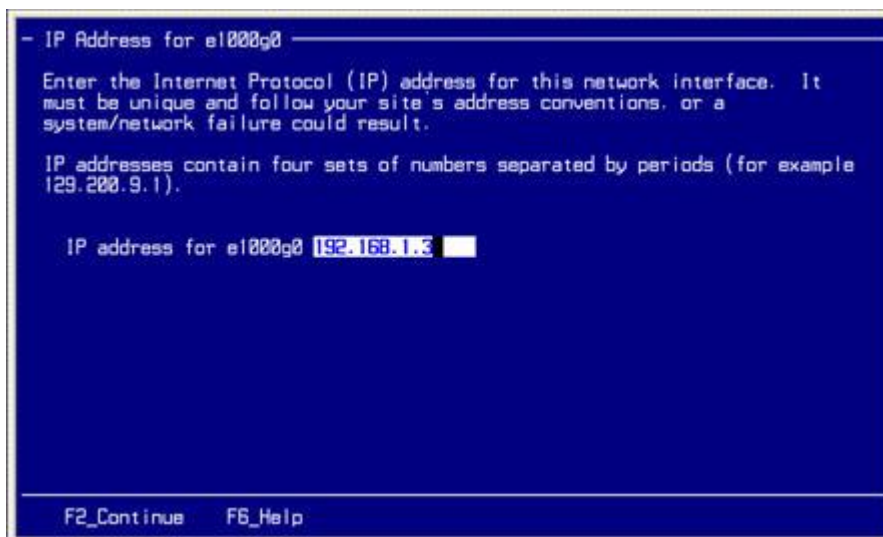 – IP Address for e1000g0
Enter the Internet Protocol (IP) address for this network interface. It
must be unique and follow your site's address conventions, or a
system/network failure could result.
IP addresses contain four sets of numbers separated by periods (for example
129.200.9.1).
IP address for e1000g0 192.168.1.3
F2_Continue F6_Help